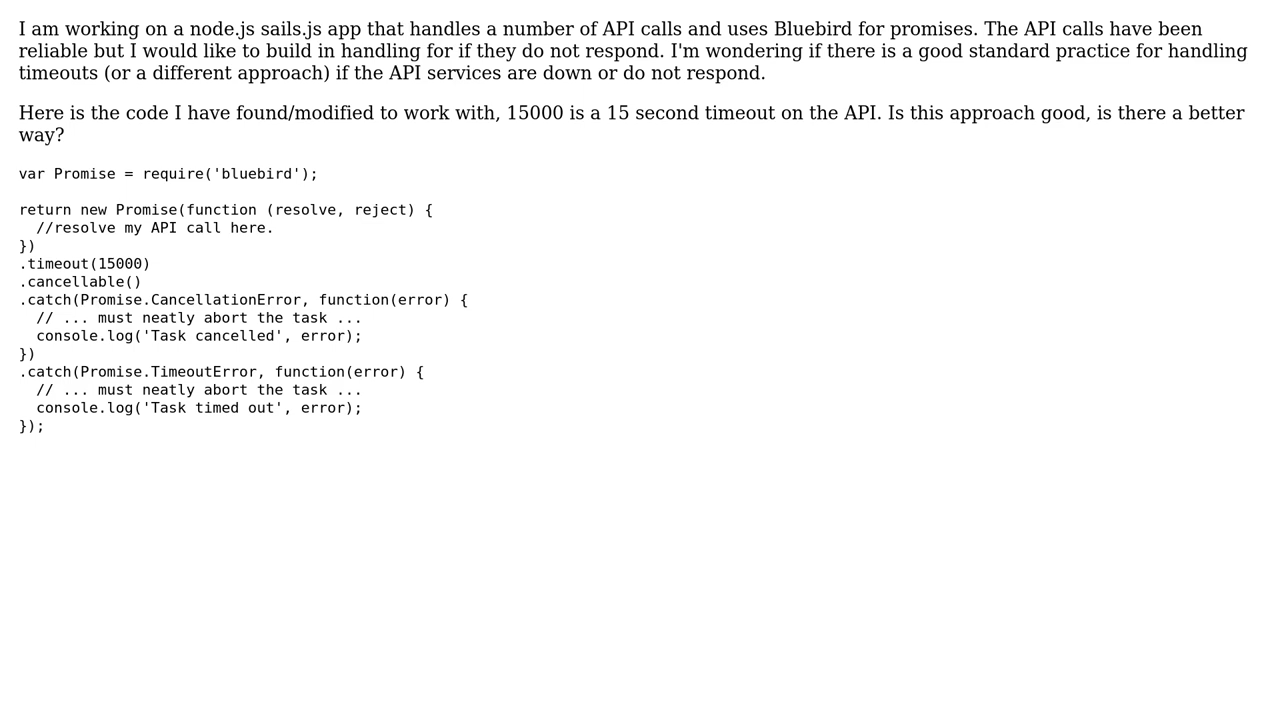 I am working on a node.js sails.js app that handles a number of API calls and uses Bluebird for promises. The API calls have been
reliable but I would like to build in handling for if they do not respond. I'm wondering if there is a good standard practice for handling
timeouts (or a different approach) if the API services are down or do not respond.
Here is the code I have found/modified to work with, 15000 is a 15 second timeout on the API. Is this approach good, is there a better
way?
var Promise = require('bluebird');
return new Promise(function (resolve, reject) {
  //resolve my API call here.
})
.timeout(15000)
.cancellable()
.catch(Promise.CancellationError, function(error) {
  // ... must neatly abort the task ...
  console.log('Task cancelled', error);
})
.catch(Promise.TimeoutError, function(error) {
  // ... must neatly abort the task ...
  console.log('Task timed out', error);
});